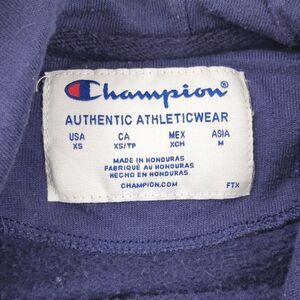 Champion®
AUTHENTIC ATHLETICWEAR
USA CA MEX ASIA
XS XS/TP XCH M
MADE IN HONDURAS
FABRIQUÉ AU HONDURAS
HECHO EN HONDURAS
CHAMPION.COM FTX